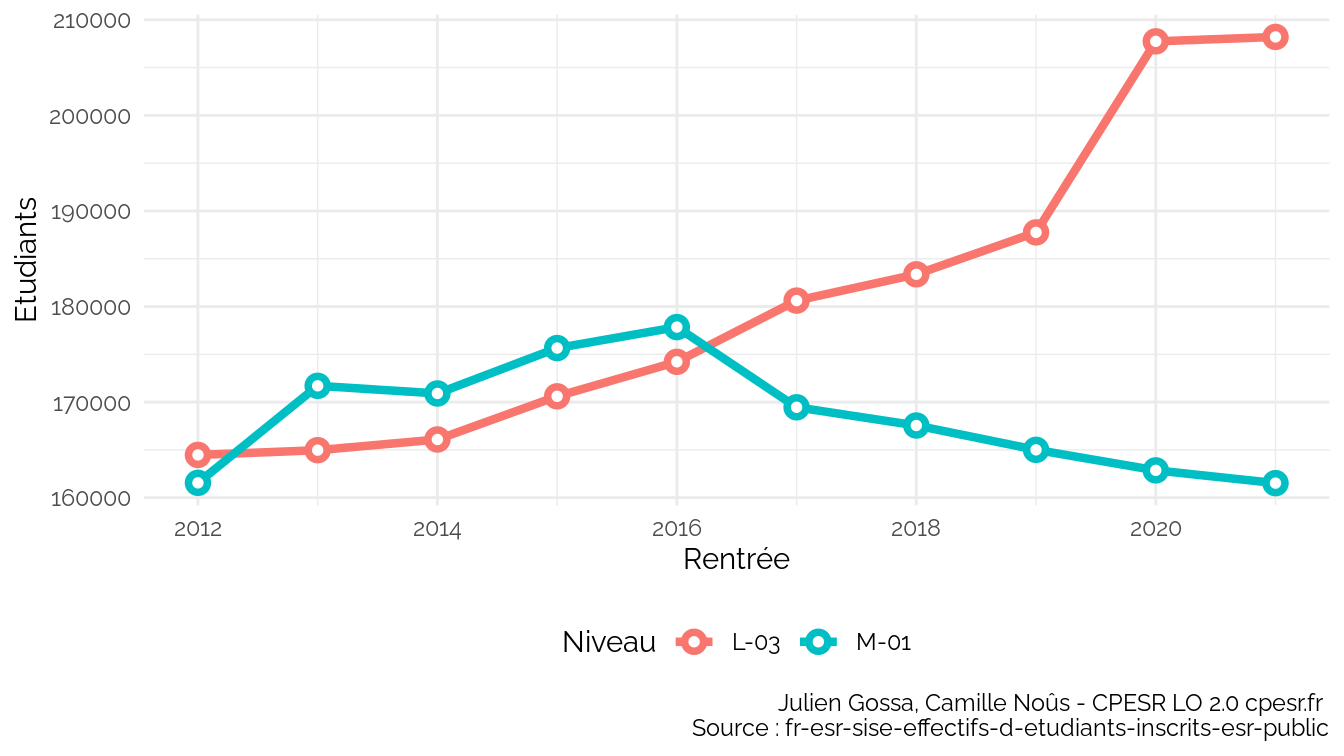 210000
200000
190000
180000
170000
160000
Etudiants
2012 2014 2016 2018 2020
Rentrée
Niveau L-03 M-01
Julien Gossa, Camille Noûs - CPESR LO 2.0 cpesr.fr
Source : fr-esr-sise-effectifs-d-etudiants-inscrits-esr-public